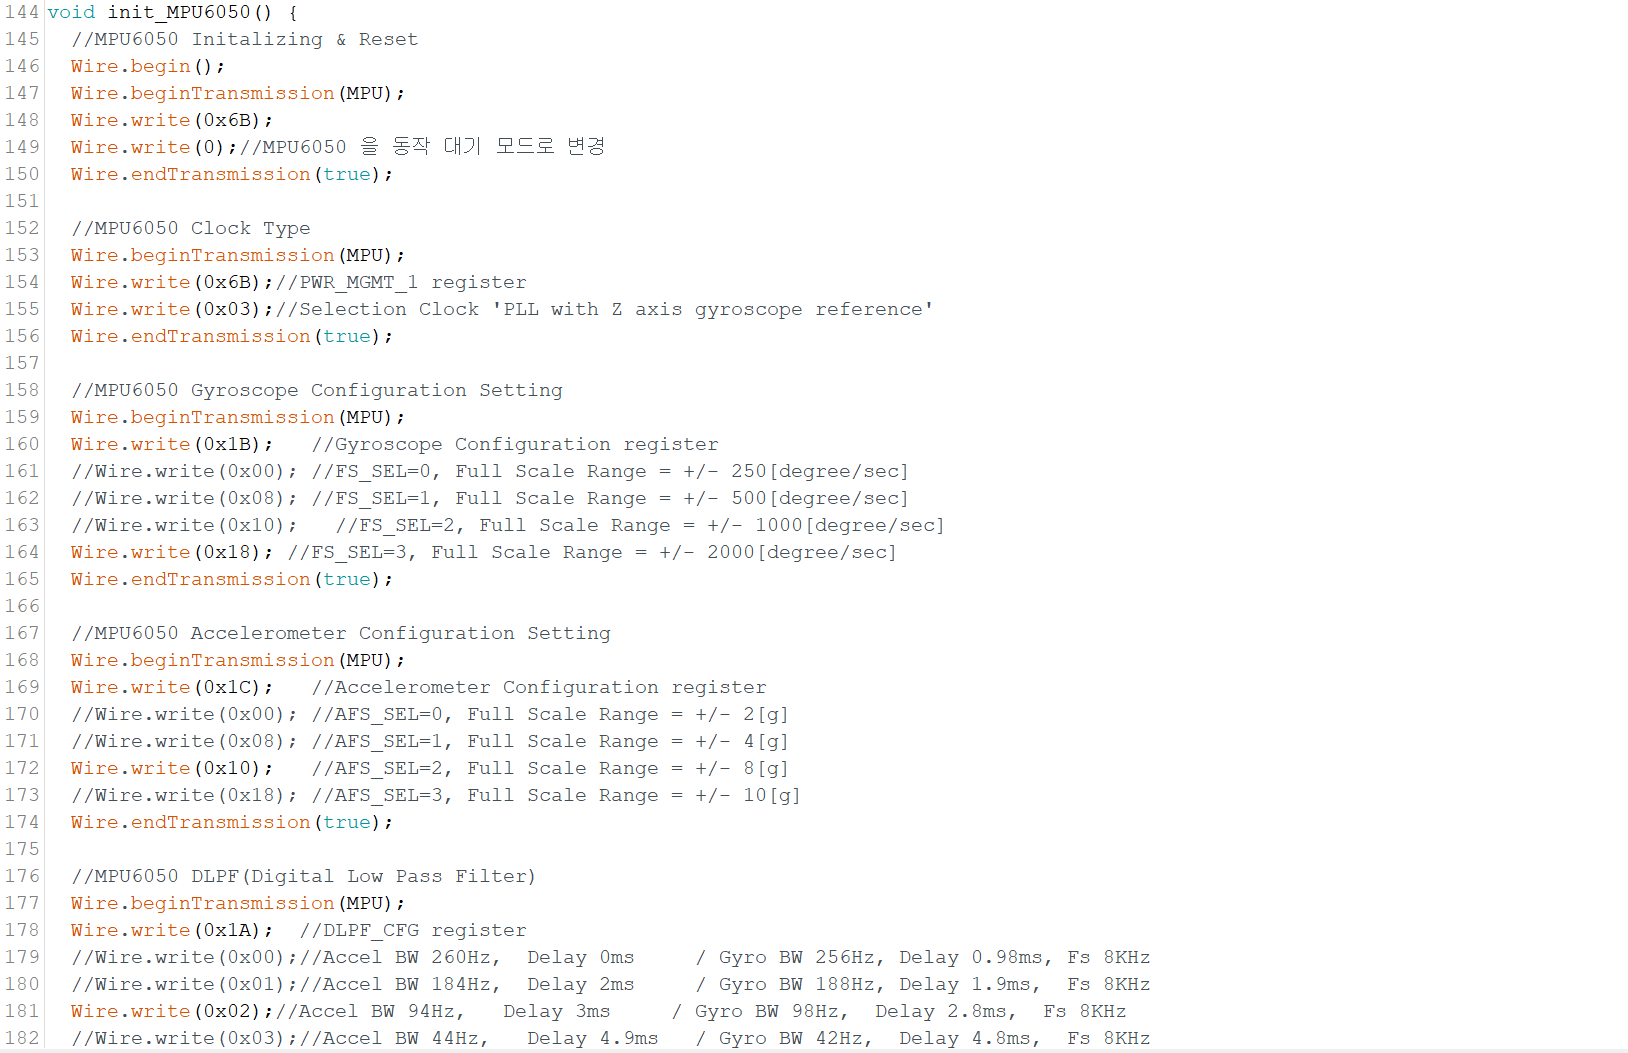 144 void init_MPU6050() {
145   //MPU6050 Initalizing & Reset
146   Wire.begin();
147   Wire.beginTransmission(MPU);
148   Wire.write(0x6B);
149   Wire.write(0);//MPU6050 을 동작 대기 모드로 변경
150   Wire.endTransmission(true);
151
152   //MPU6050 Clock Type
153   Wire.beginTransmission(MPU);
154   Wire.write(0x6B);//PWR_MGMT_1 register
155   Wire.write(0x03);//Selection Clock 'PLL with Z axis gyroscope reference'
156   Wire.endTransmission(true);
157
158   //MPU6050 Gyroscope Configuration Setting
159   Wire.beginTransmission(MPU);
160   Wire.write(0x1B);   //Gyroscope Configuration register
161   //Wire.write(0x00); //FS_SEL=0, Full Scale Range = +/- 250[degree/sec]
162   //Wire.write(0x08); //FS_SEL=1, Full Scale Range = +/- 500[degree/sec]
163   //Wire.write(0x10);   //FS_SEL=2, Full Scale Range = +/- 1000[degree/sec]
164   Wire.write(0x18); //FS_SEL=3, Full Scale Range = +/- 2000[degree/sec]
165   Wire.endTransmission(true);
166
167   //MPU6050 Accelerometer Configuration Setting
168   Wire.beginTransmission(MPU);
169   Wire.write(0x1C);   //Accelerometer Configuration register
170   //Wire.write(0x00); //AFS_SEL=0, Full Scale Range = +/- 2[g]
171   //Wire.write(0x08); //AFS_SEL=1, Full Scale Range = +/- 4[g]
172   Wire.write(0x10);   //AFS_SEL=2, Full Scale Range = +/- 8[g]
173   //Wire.write(0x18); //AFS_SEL=3, Full Scale Range = +/- 10[g]
174   Wire.endTransmission(true);
175
176   //MPU6050 DLPF(Digital Low Pass Filter)
177   Wire.beginTransmission(MPU);
178   Wire.write(0x1A);  //DLPF_CFG register
179   //Wire.write(0x00);//Accel BW 260Hz,  Delay 0ms     / Gyro BW 256Hz, Delay 0.98ms, Fs 8KHz
180   //Wire.write(0x01);//Accel BW 184Hz,  Delay 2ms     / Gyro BW 188Hz, Delay 1.9ms,  Fs 8KHz
181   Wire.write(0x02);//Accel BW 94Hz,   Delay 3ms     / Gyro BW 98Hz,  Delay 2.8ms,  Fs 8KHz
182   //Wire.write(0x03);//Accel BW 44Hz,   Delay 4.9ms   / Gyro BW 42Hz,  Delay 4.8ms,  Fs 8KHz